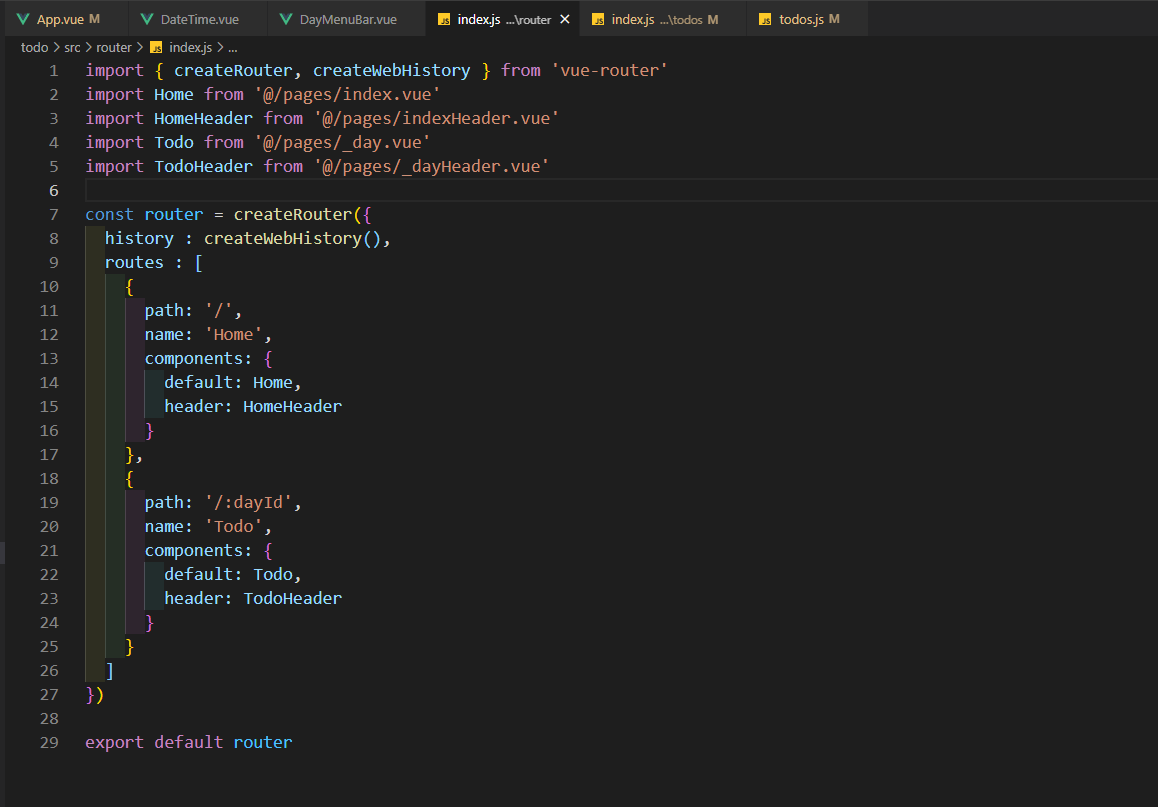 App.vue M DateTime.vue DayMenuBar.vue JS index.js ...\router × JS index.js ...\todos M JS todos.js M
todo > src > router > JS index.js > ...
1 import { createRouter, createWebHistory } from 'vue-router'
2 import Home from '@/pages/index.vue'
3 import HomeHeader from '@/pages/indexHeader.vue'
4 import Todo from '@/pages/_day.vue'
5 import TodoHeader from '@/pages/_dayHeader.vue'
6
7 const router = createRouter({
8   history : createWebHistory(),
9   routes : [
10     {
11       path: '/',
12       name: 'Home',
13       components: {
14         default: Home,
15         header: HomeHeader
16       }
17     },
18     {
19       path: '/:dayId',
20       name: 'Todo',
21       components: {
22         default: Todo,
23         header: TodoHeader
24       }
25     }
26   ]
27 })
28
29 export default router